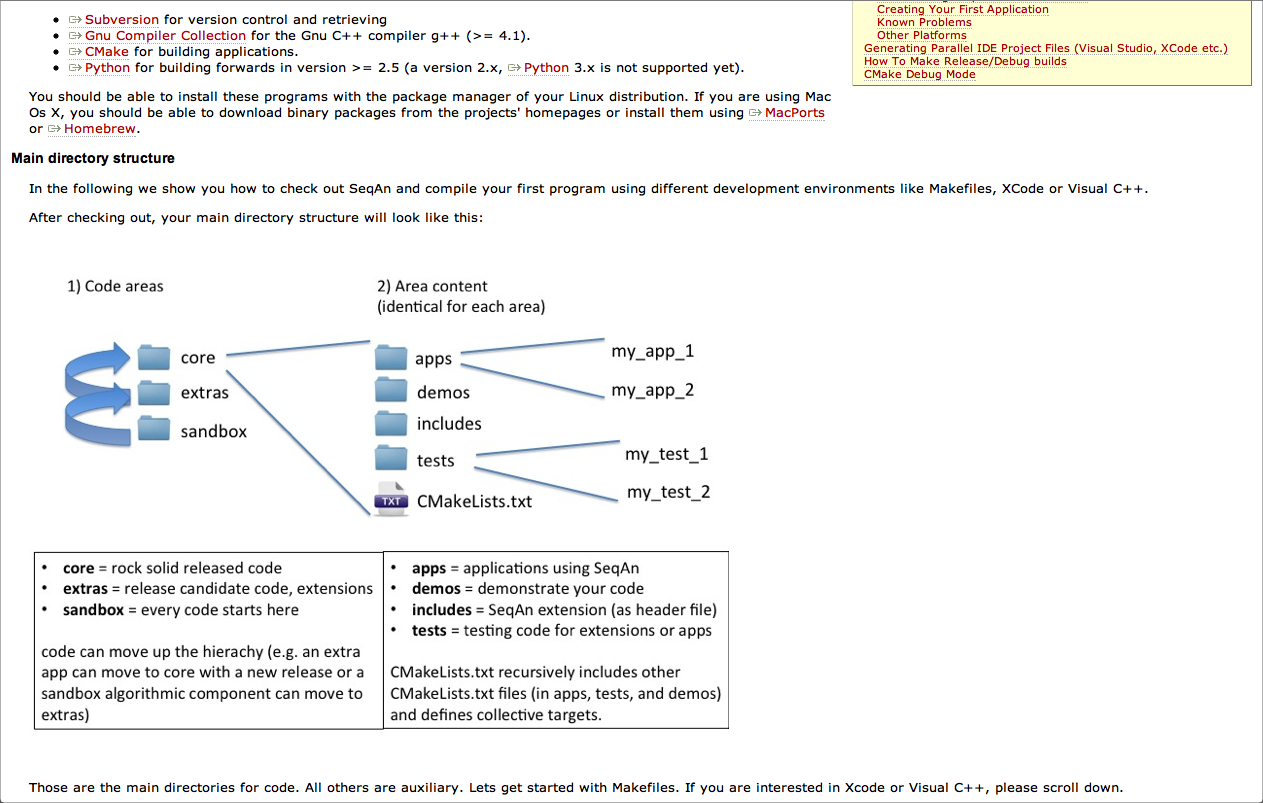 Subversion for version control and retrieving
Gnu Compiler Collection for the Gnu C++ compiler g++ (>= 4.1).
CMake for building applications.
Python for building forwards in version >= 2.5 (a version 2.x, Python 3.x is not supported yet).
Creating Your First Application
Known Problems
Other Platforms
Generating Parallel IDE Project Files (Visual Studio, XCode etc.)
How To Make Release/Debug builds
CMake Debug Mode
You should be able to install these programs with the package manager of your Linux distribution. If you are using Mac
Os X, you should be able to download binary packages from the projects' homepages or install them using MacPorts
or Homebrew.
Main directory structure
In the following we show you how to check out SeqAn and compile your first program using different development environments like Makefiles, XCode or Visual C++.
After checking out, your main directory structure will look like this:
1) Code areas
2) Area content
(identical for each area)
core
extras
sandbox
apps
demos
includes
tests
TXT CMakeLists.txt
my_app_1
my_app_2
my_test_1
my_test_2
• core = rock solid released code
• extras = release candidate code, extensions
• sandbox = every code starts here
code can move up the hierachy (e.g. an extra
app can move to core with a new release or a
sandbox algorithmic component can move to
extras)
• apps = applications using SeqAn
• demos = demonstrate your code
• includes = SeqAn extension (as header file)
• tests = testing code for extensions or apps
CMakeLists.txt recursively includes other
CMakeLists.txt files (in apps, tests, and demos)
and defines collective targets.
Those are the main directories for code. All others are auxiliary. Lets get started with Makefiles. If you are interested in Xcode or Visual C++, please scroll down.